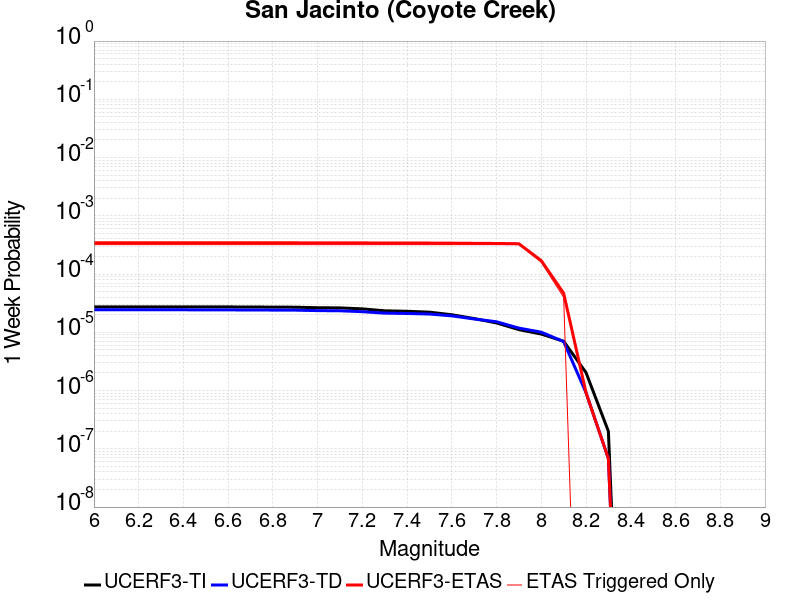 San Jacinto (Coyote Creek)
10^0
10^-1
10^-2
10^-3
10^-4
10^-5
10^-6
10^-7
10^-8
1 Week Probability
6 6.2 6.4 6.6 6.8 7 7.2 7.4 7.6 7.8 8 8.2 8.4 8.6 8.8 9
Magnitude
UCERF3-TI UCERF3-TD UCERF3-ETAS ETAS Triggered Only